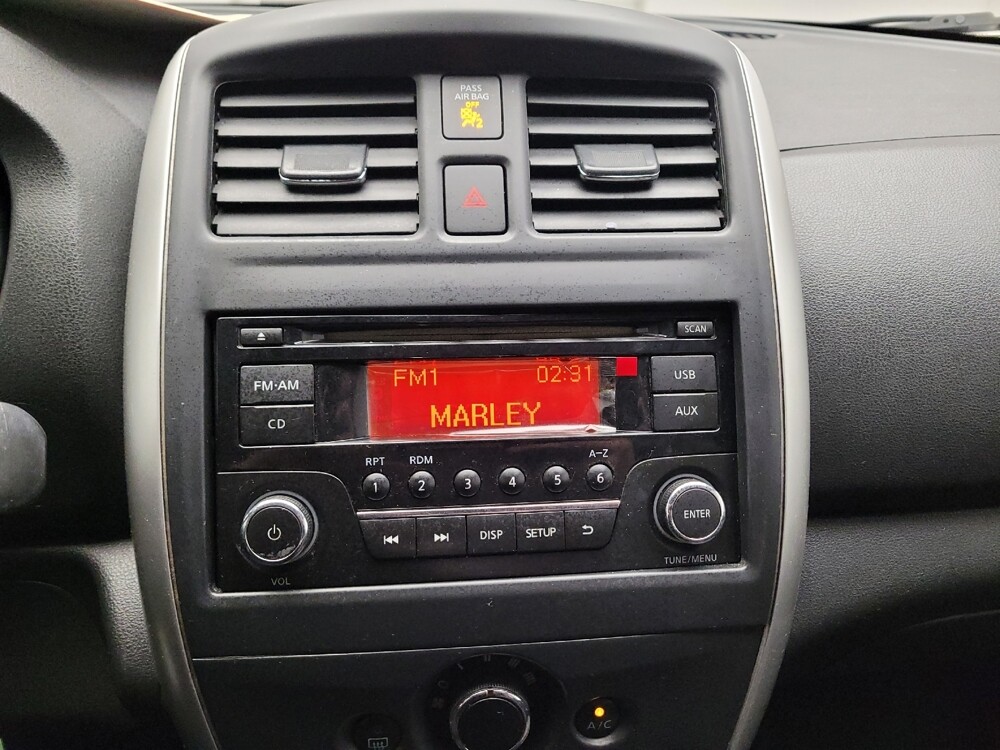 PASS
AIR BAG
OFF
SCAN
FM·AM
FM1 02:31
USB
CD
MARLEY
AUX
RPT RDM A-Z
1 2 3 4 5 6
DISP SETUP
ENTER
VOL
TUNE/MENU
A/C